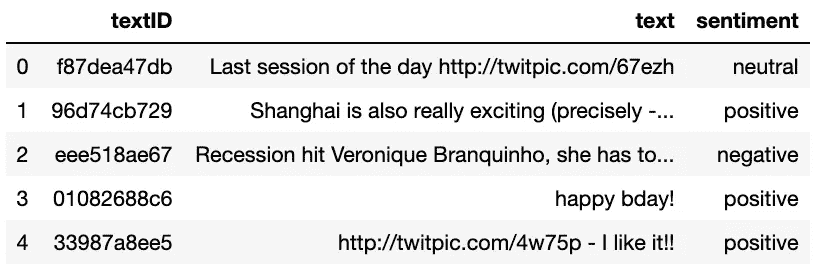 textID text sentiment
0 f87dea47db Last session of the day http://twitpic.com/67ezh neutral
1 96d74cb729 Shanghai is also really exciting (precisely -... positive
2 eee518ae67 Recession hit Veronique Branquinho, she has to... negative
3 01082688c6 happy bday! positive
4 33987a8ee5 http://twitpic.com/4w75p - I like it!! positive